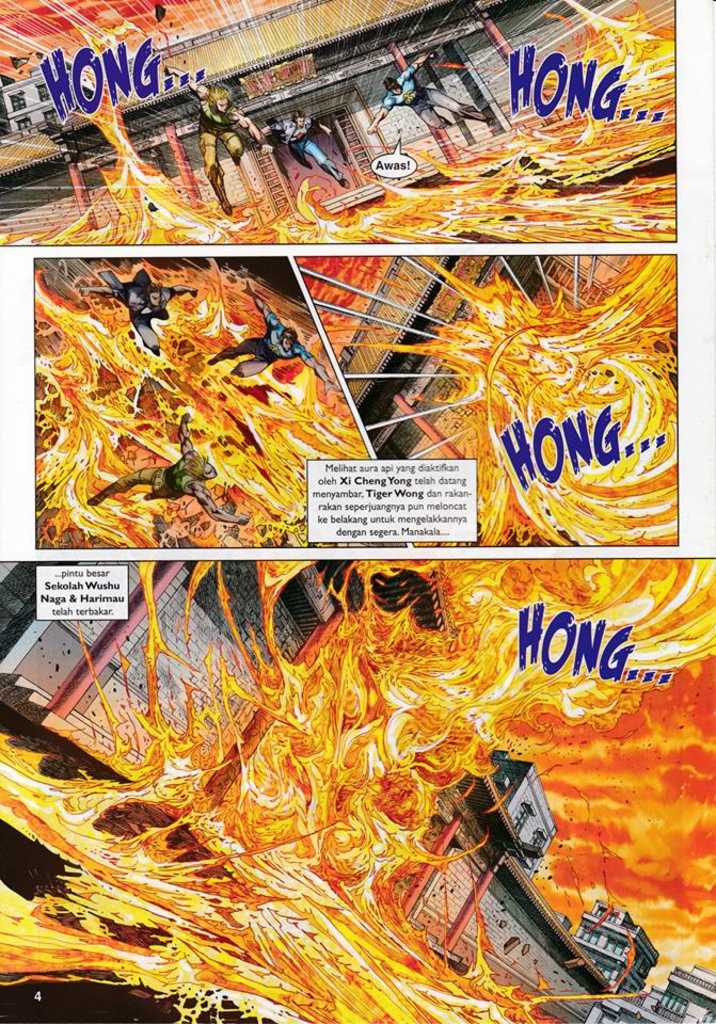 HONG...
HONG...
Awas!
Melihat aura api yang diaktifkan
oleh Xi Cheng Yong telah datang
menyambar, Tiger Wong dan rakan-
rakan seperjuangnya pun meloncat
ke belakang untuk mengelakkannya
dengan segera. Manakala....
HONG...
...pintu besar
Sekolah Wushu
Naga & Harimau
telah terbakar.
HONG...
4